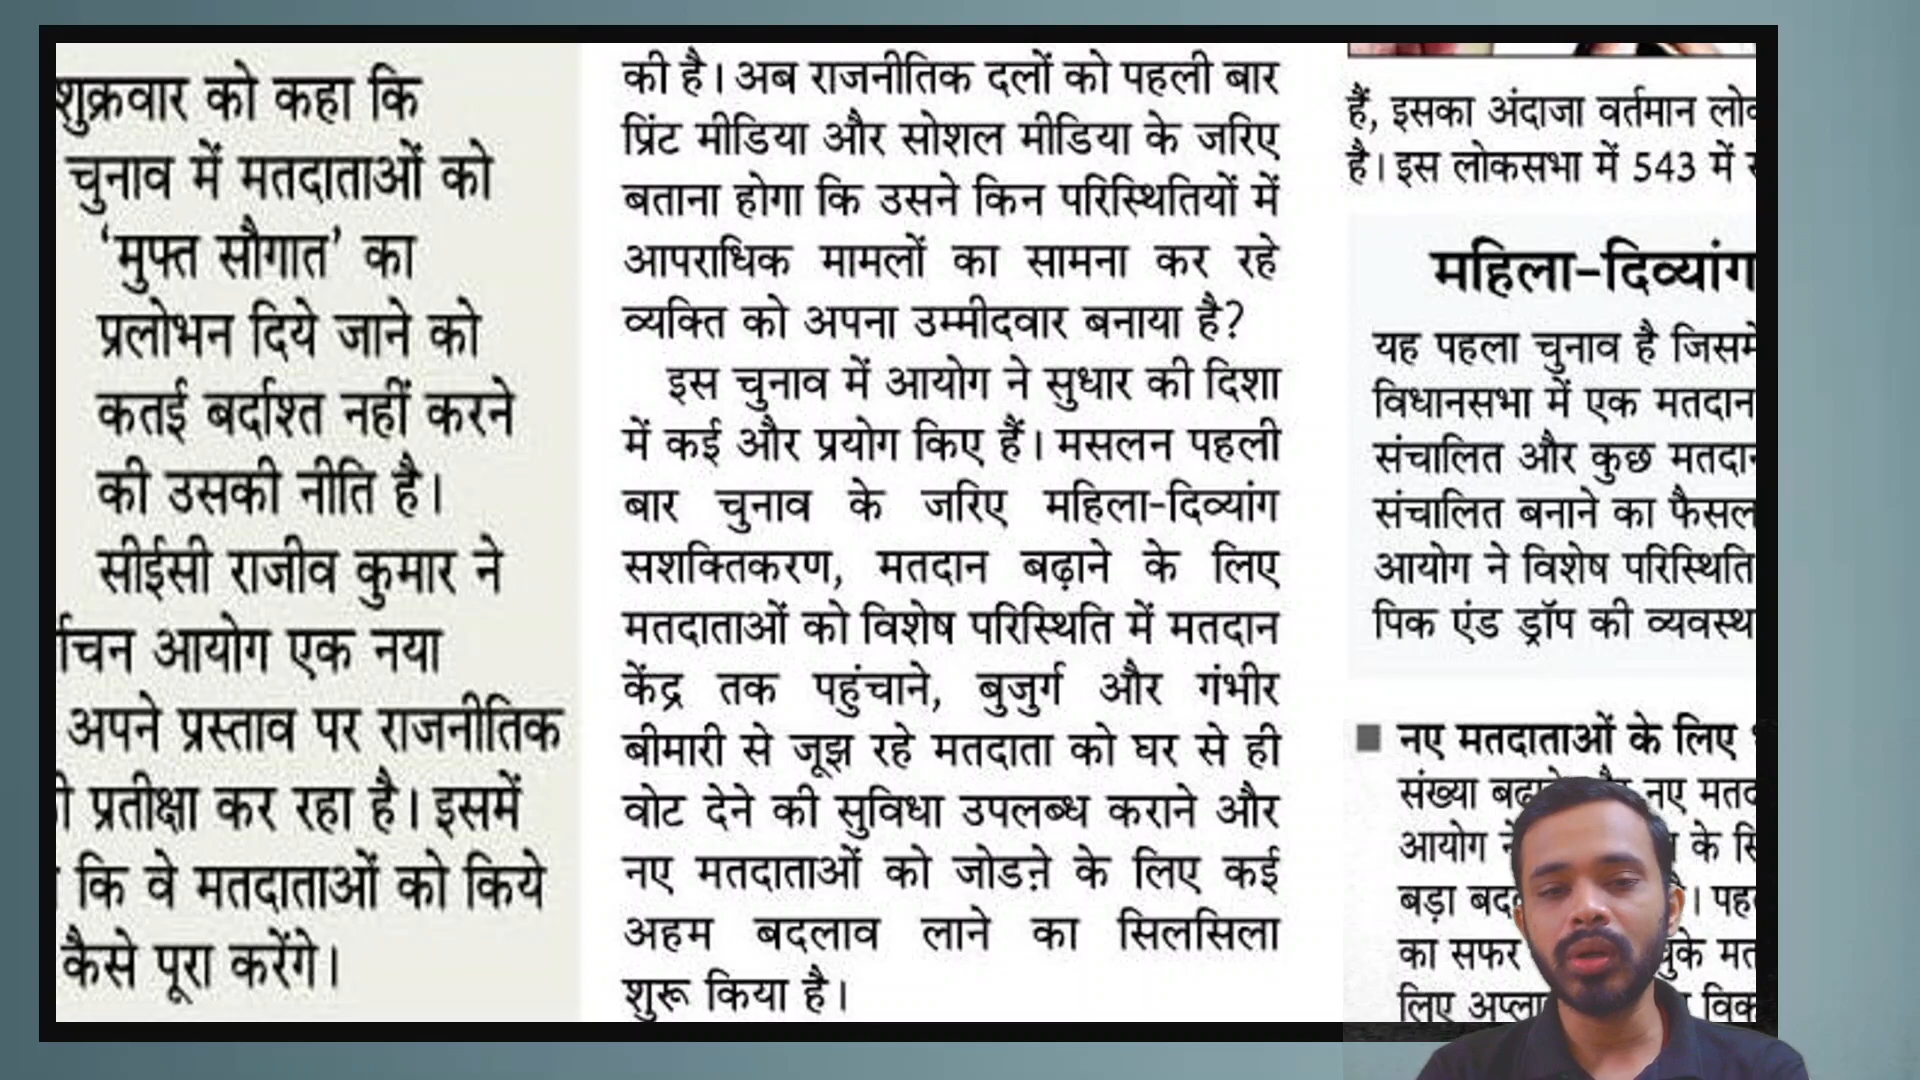 शुक्रवार को कहा कि
चुनाव में मतदाताओं को
‘मुफ्त सौगात’ का
प्रलोभन दिये जाने को
कतई बर्दाश्त नहीं करने
की उसकी नीति है।
सीईसी राजीव कुमार ने
आयोग एक नया
अपने प्रस्ताव पर राजनीतिक
प्रतीक्षा कर रहा है। इसमें
कि वे मतदाताओं को किये
कैसे पूरा करेंगे।
की है। अब राजनीतिक दलों को पहली बार
प्रिंट मीडिया और सोशल मीडिया के जरिए
बताना होगा कि उसने किन परिस्थितियों में
आपराधिक मामलों का सामना कर रहे
व्यक्ति को अपना उम्मीदवार बनाया है?
इस चुनाव में आयोग ने सुधार की दिशा
में कई और प्रयोग किए हैं। मसलन पहली
बार चुनाव के जरिए महिला-दिव्यांग
सशक्तिकरण, मतदान बढ़ाने के लिए
मतदाताओं को विशेष परिस्थिति में मतदान
केंद्र तक पहुंचाने, बुजुर्ग और गंभीर
बीमारी से जूझ रहे मतदाता को घर से ही
वोट देने की सुविधा उपलब्ध कराने और
नए मतदाताओं को जोडऩे के लिए कई
अहम बदलाव लाने का सिलसिला
शुरू किया है।
हैं, इसका अंदाजा वर्तमान
है। इस लोकसभा में 543 में
महिला-दिव्यांग
यह पहला चुनाव है जिसमें
विधानसभा में एक मतदान
संचालित और कुछ
संचालित बनाने का
आयोग ने विशेष परिस्थिति
पिक एंड ड्रॉप की
■ नए मतदाताओं के लिए
संख्या नए
आयोग के
बड़ा
का सफर
लिए